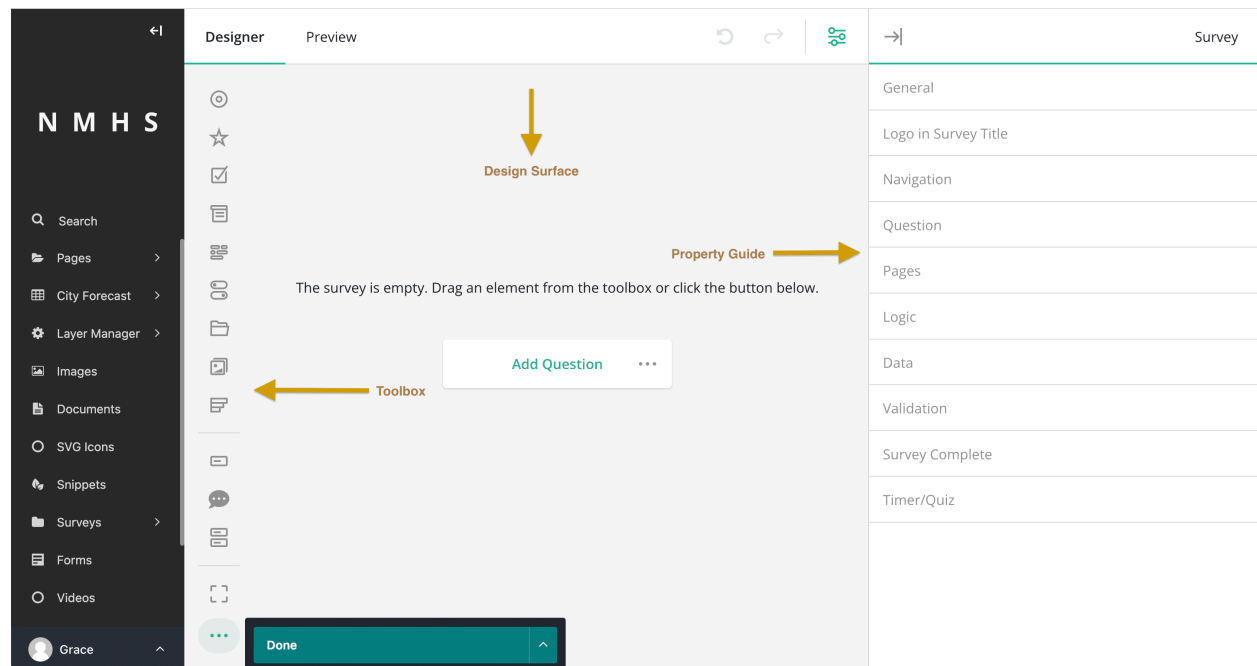 N M H S
Search
Pages
City Forecast
Layer Manager
Images
Documents
SVG Icons
Snippets
Surveys
Forms
Videos
Grace
Designer
Preview
Design Surface
Property Guide
The survey is empty. Drag an element from the toolbox or click the button below.
Add Question
Toolbox
Done
Survey
General
Logo in Survey Title
Navigation
Question
Pages
Logic
Data
Validation
Survey Complete
Timer/Quiz